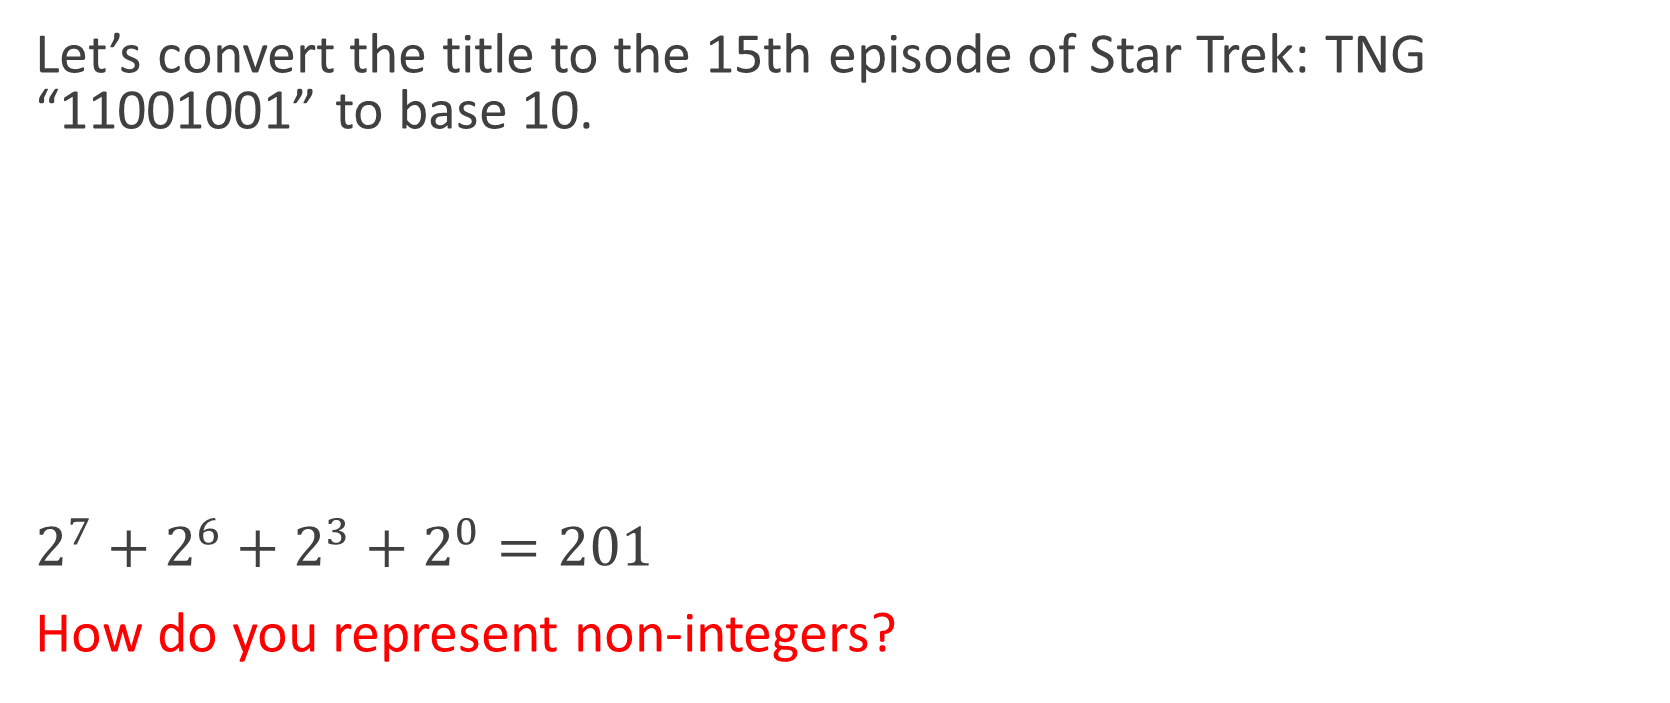 Let’s convert the title to the 15th episode of Star Trek: TNG
“11001001” to base 10.
2⁷ + 2⁶ + 2³ + 2⁰ = 201
How do you represent non-integers?